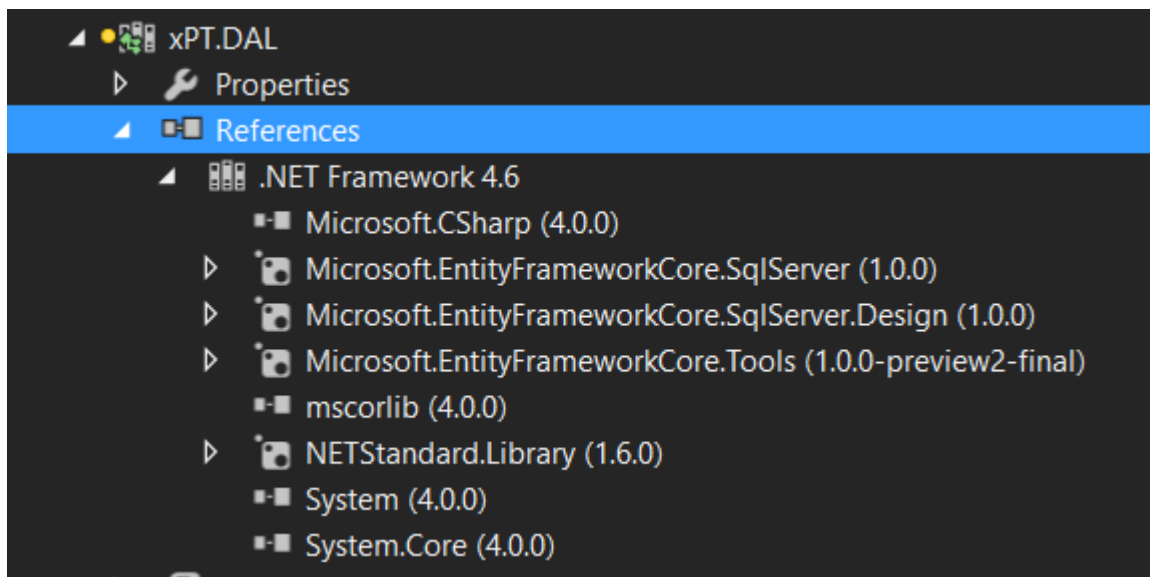 xPT.DAL
Properties
References
.NET Framework 4.6
Microsoft.CSharp (4.0.0)
Microsoft.EntityFrameworkCore.SqlServer (1.0.0)
Microsoft.EntityFrameworkCore.SqlServer.Design (1.0.0)
Microsoft.EntityFrameworkCore.Tools (1.0.0-preview2-final)
mscorlib (4.0.0)
NETStandard.Library (1.6.0)
System (4.0.0)
System.Core (4.0.0)